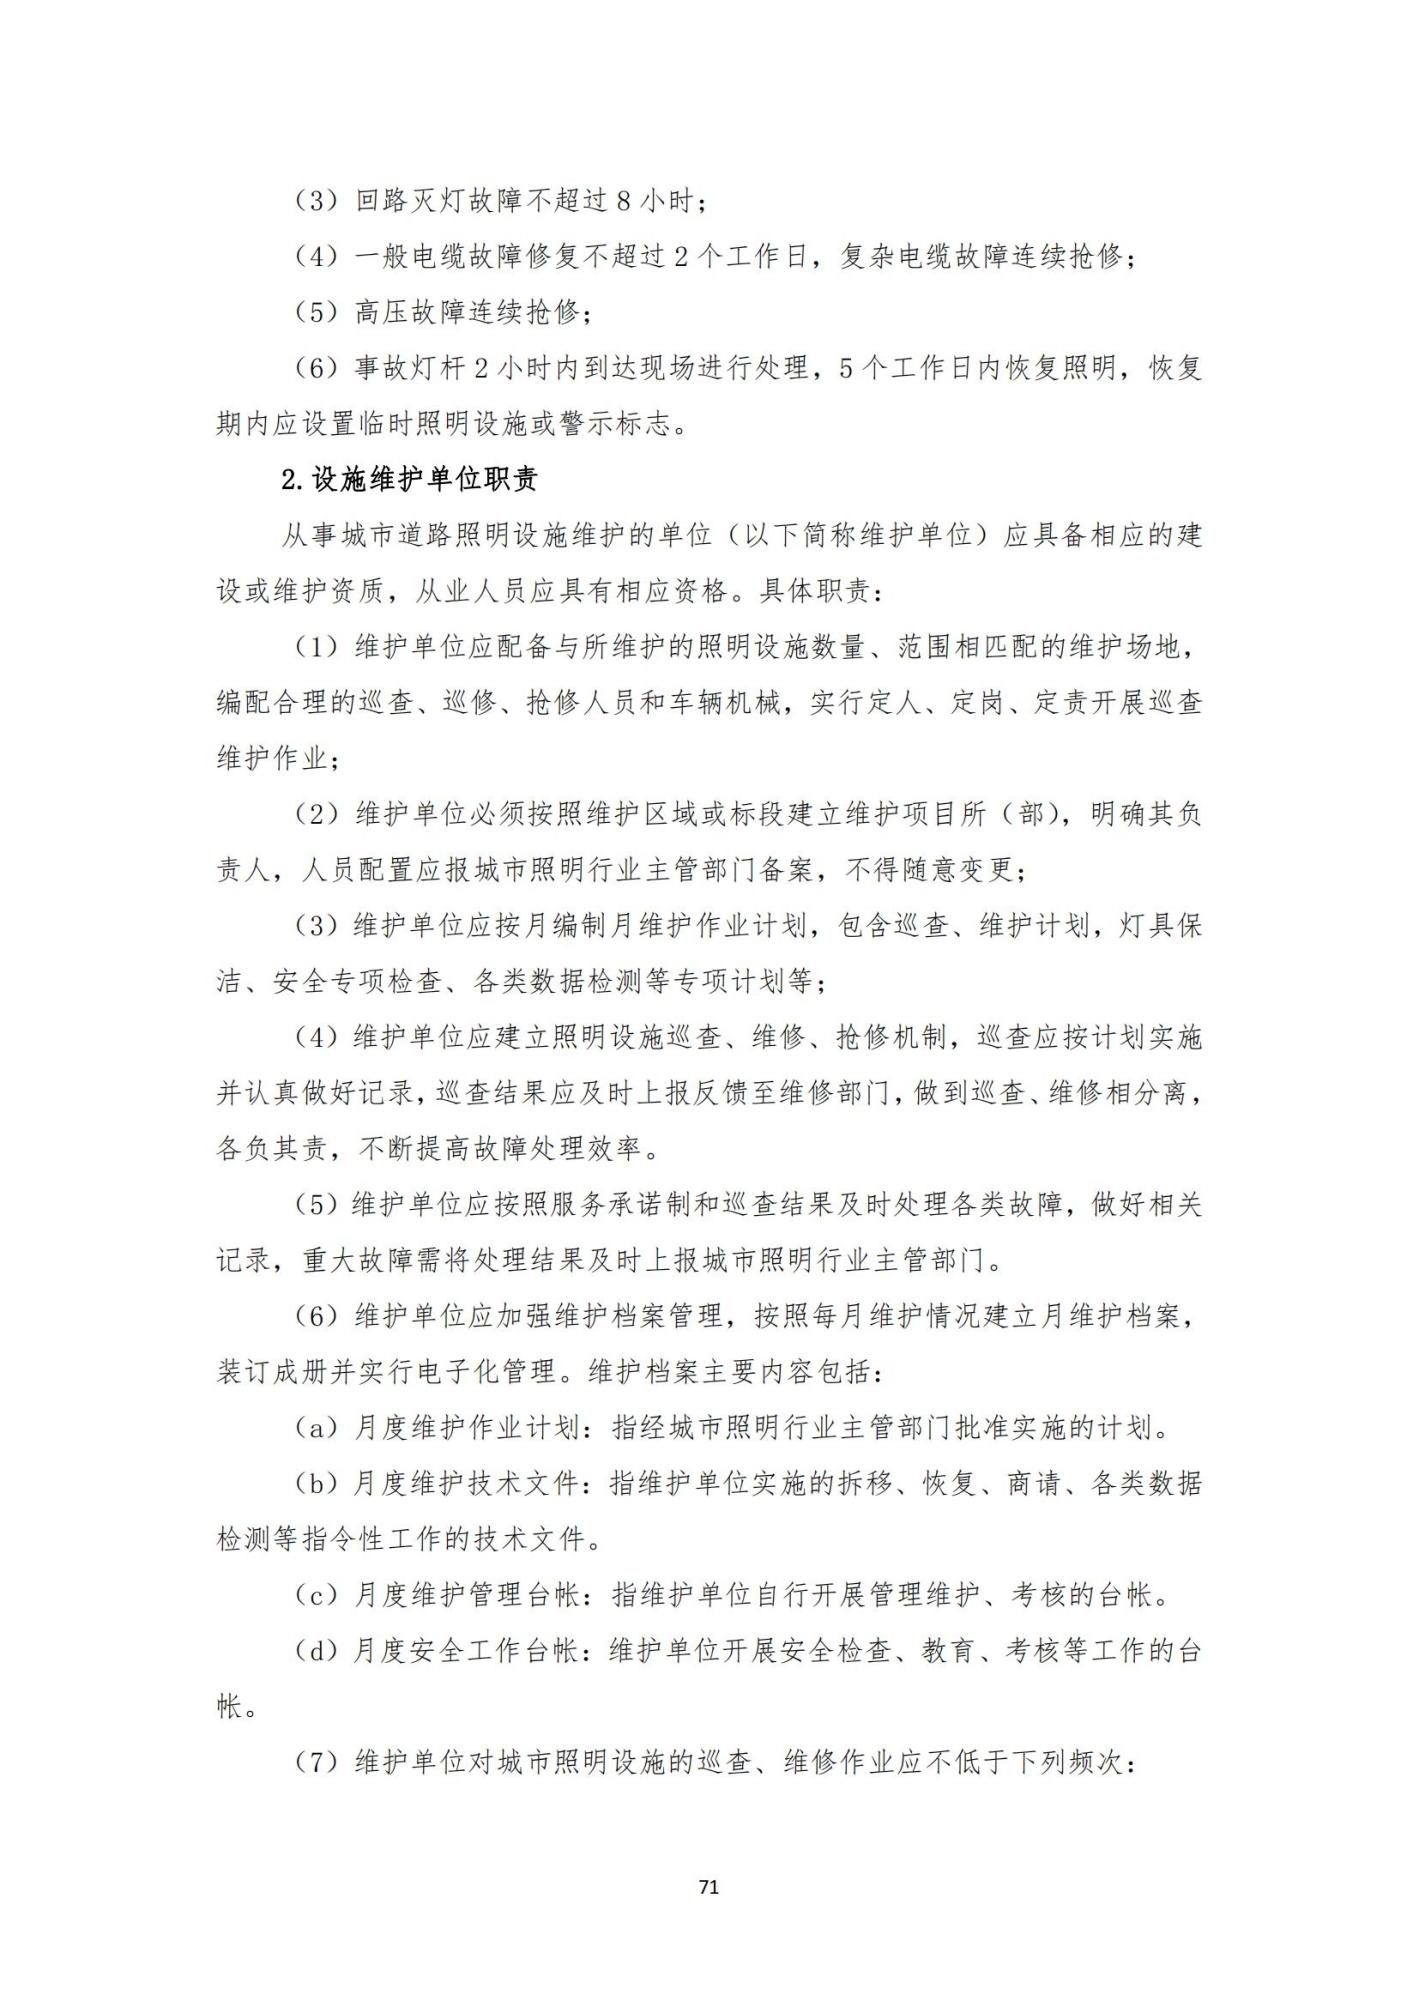 （3）回路灭灯故障不超过 8 小时；
（4）一般电缆故障修复不超过 2 个工作日，复杂电缆故障连续抢修；
（5）高压故障连续抢修；
（6）事故灯杆 2 小时内到达现场进行处理，5 个工作日内恢复照明，恢复
期内应设置临时照明设施或警示标志。
2.设施维护单位职责
从事城市道路照明设施维护的单位（以下简称维护单位）应具备相应的建
设或维护资质，从业人员应具有相应资格。具体职责：
（1）维护单位应配备与所维护的照明设施数量、范围相匹配的维护场地，
编配合理的巡查、巡修、抢修人员和车辆机械，实行定人、定岗、定责开展巡查
维护作业；
（2）维护单位必须按照维护区域或标段建立维护项目所（部），明确其负
责人，人员配置应报城市照明行业主管部门备案，不得随意变更；
（3）维护单位应按月编制月维护作业计划，包含巡查、维护计划，灯具保
洁、安全专项检查、各类数据检测等专项计划等；
（4）维护单位应建立照明设施巡查、维修、抢修机制，巡查应按计划实施
并认真做好记录，巡查结果应及时上报反馈至维修部门，做到巡查、维修相分离，
各负其责，不断提高故障处理效率。
（5）维护单位应按照服务承诺制和巡查结果及时处理各类故障，做好相关
记录，重大故障需将处理结果及时上报城市照明行业主管部门。
（6）维护单位应加强维护档案管理，按照每月维护情况建立月维护档案，
装订成册并实行电子化管理。维护档案主要内容包括：
（a）月度维护作业计划：指经城市照明行业主管部门批准实施的计划。
（b）月度维护技术文件：指维护单位实施的拆移、恢复、商请、各类数据
检测等指令性工作的技术文件。
（c）月度维护管理台帐：指维护单位自行开展管理维护、考核的台帐。
（d）月度安全工作台帐：维护单位开展安全检查、教育、考核等工作的台
帐。
（7）维护单位对城市照明设施的巡查、维修作业应不低于下列频次：
71